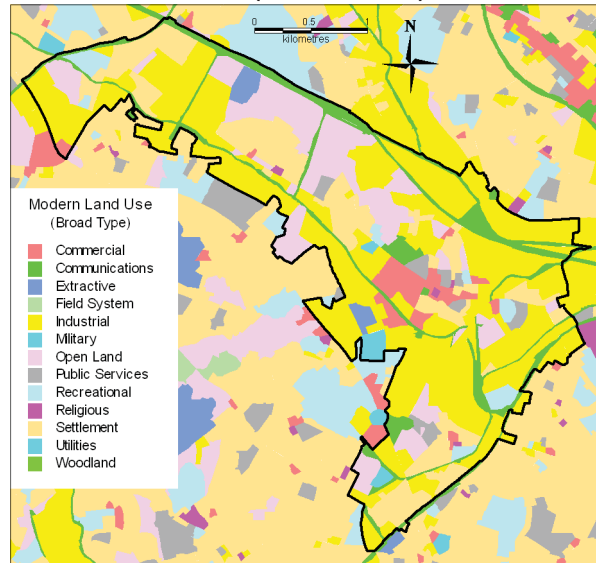 0 0.5 1
kilometres
N
Modern Land Use
(Broad Type)
Commercial
Communications
Extractive
Field System
Industrial
Military
Open Land
Public Services
Recreational
Religious
Settlement
Utilities
Woodland